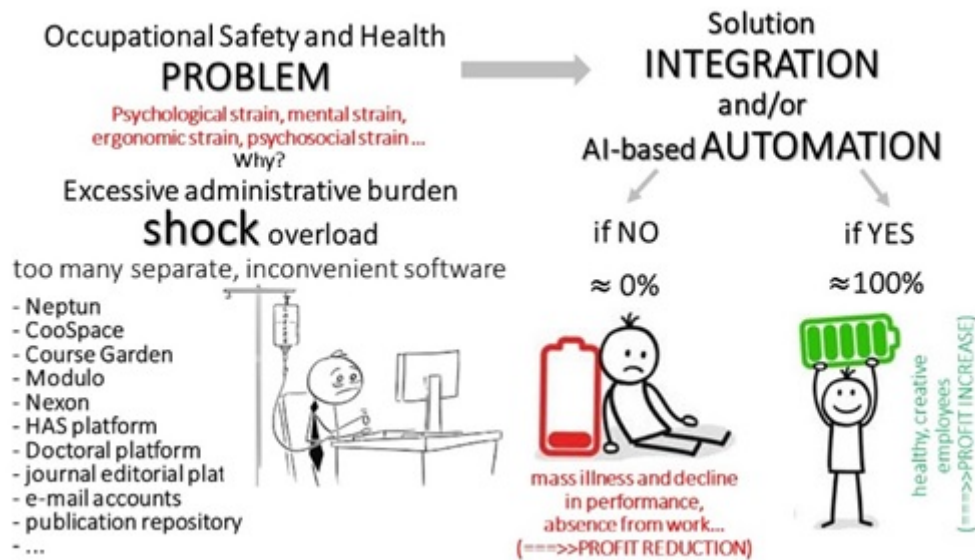 Occupational Safety and Health
PROBLEM
Psychological strain, mental strain,
ergonomic strain, psychosocial strain ...
Why?
Excessive administrative burden
shock overload
too many separate, inconvenient software
- Neptun
- CooSpace
- Course Garden
- Modulo
- Nexon
- HAS platform
- Doctoral platform
- journal editorial plat
- e-mail accounts
- publication repository
- ...
Solution
INTEGRATION
and/or
AI-based AUTOMATION
if NO
≈ 0%
mass illness and decline
in performance,
absence from work...
(===>>PROFIT REDUCTION)
if YES
≈100%
healthy, creative
employees
(===>>PROFIT INCREASE)